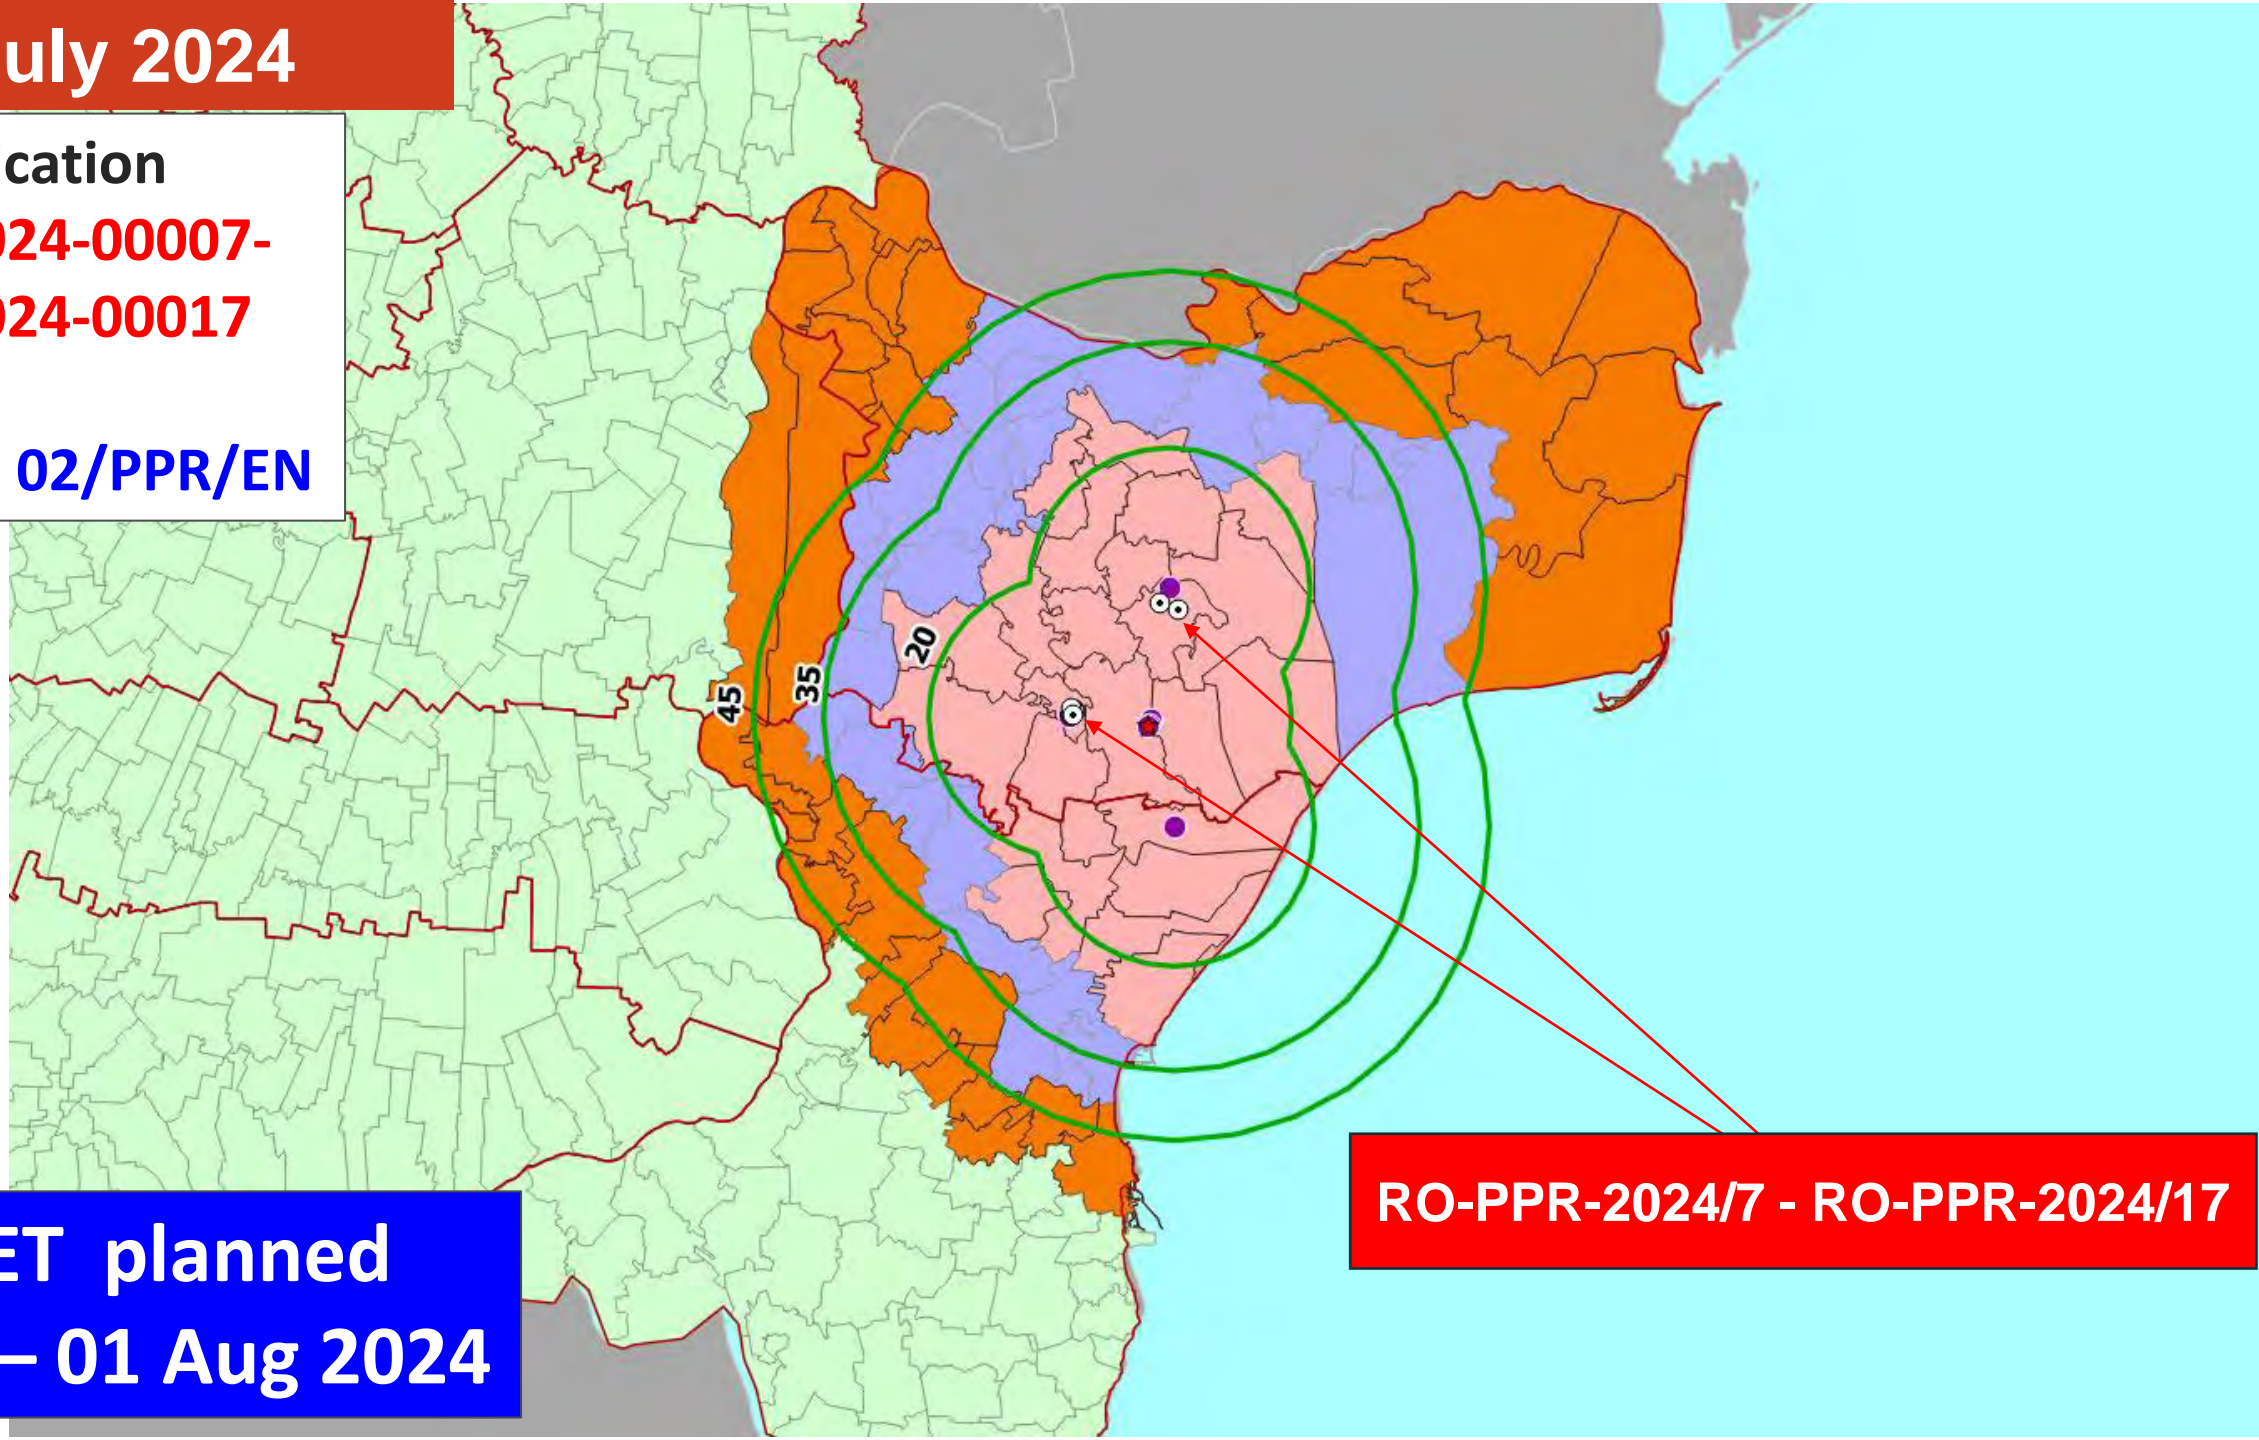 uly 2024
cation
024-00007-
024-00017
02/PPR/EN
20
35
45
RO-PPR-2024/7 - RO-PPR-2024/17
ET planned
– 01 Aug 2024